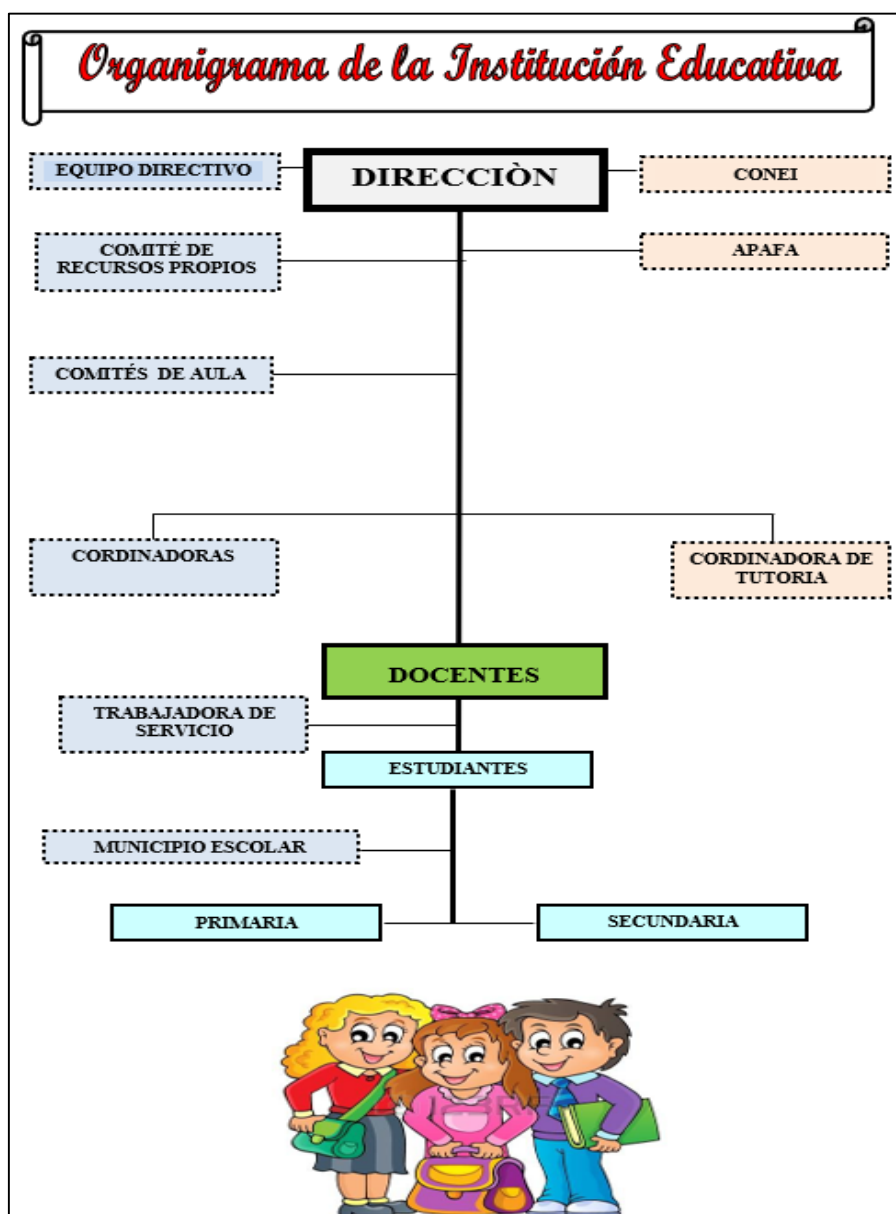 Organigrama de la Institución Educativa
EQUIPO DIRECTIVO
DIRECCIÒN
CONEI
COMITÉ DE
RECURSOS PROPIOS
APAFA
COMITÉS DE AULA
CORDINADORAS
CORDINADORA DE
TUTORIA
DOCENTES
TRABAJADORA DE
SERVICIO
ESTUDIANTES
MUNICIPIO ESCOLAR
PRIMARIA
SECUNDARIA